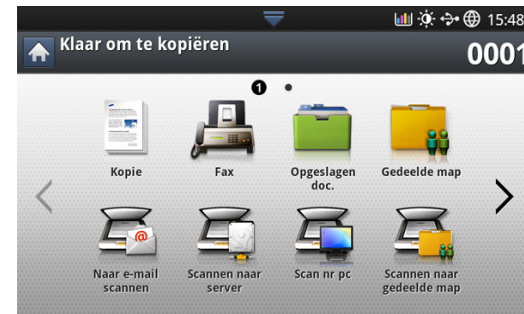 15:48
Klaar om te kopiëren
0001
1
Kopie
Fax
Opgeslagen
doc.
Gedeelde map
Naar e-mail
scannen
Scannen naar
server
Scan nr pc
Scannen naar
gedeelde map